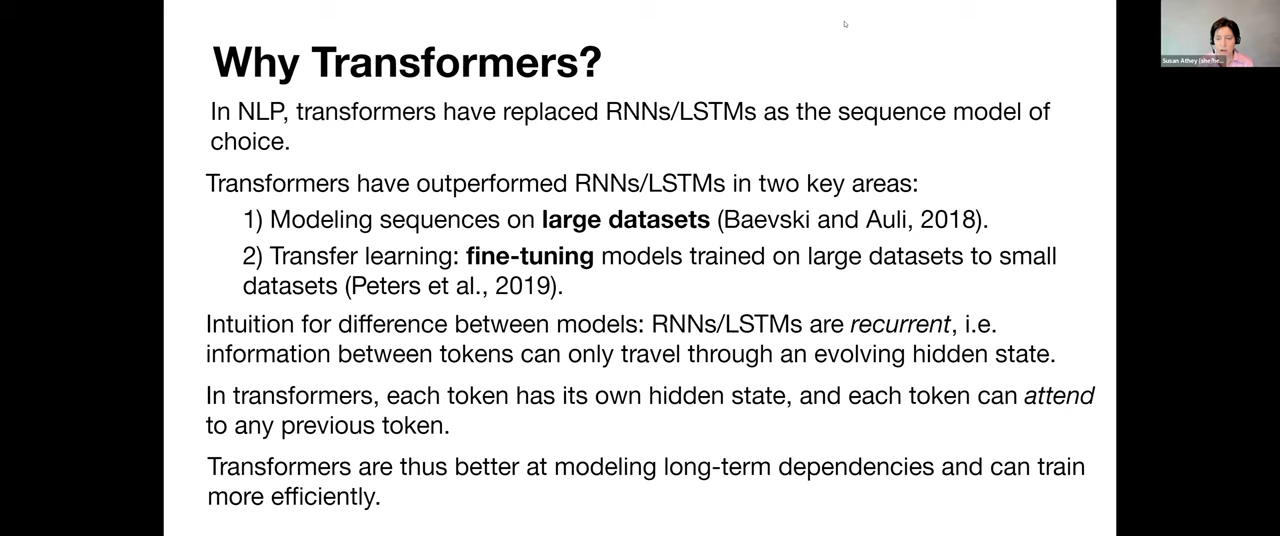 Why Transformers?
In NLP, transformers have replaced RNNs/LSTMs as the sequence model of
choice.
Transformers have outperformed RNNs/LSTMs in two key areas:
1) Modeling sequences on large datasets (Baevski and Auli, 2018).
2) Transfer learning: fine-tuning models trained on large datasets to small
datasets (Peters et al., 2019).
Intuition for difference between models: RNNs/LSTMs are recurrent, i.e.
information between tokens can only travel through an evolving hidden state.
In transformers, each token has its own hidden state, and each token can attend
to any previous token.
Transformers are thus better at modeling long-term dependencies and can train
more efficiently.
Susan Athey (she/he...